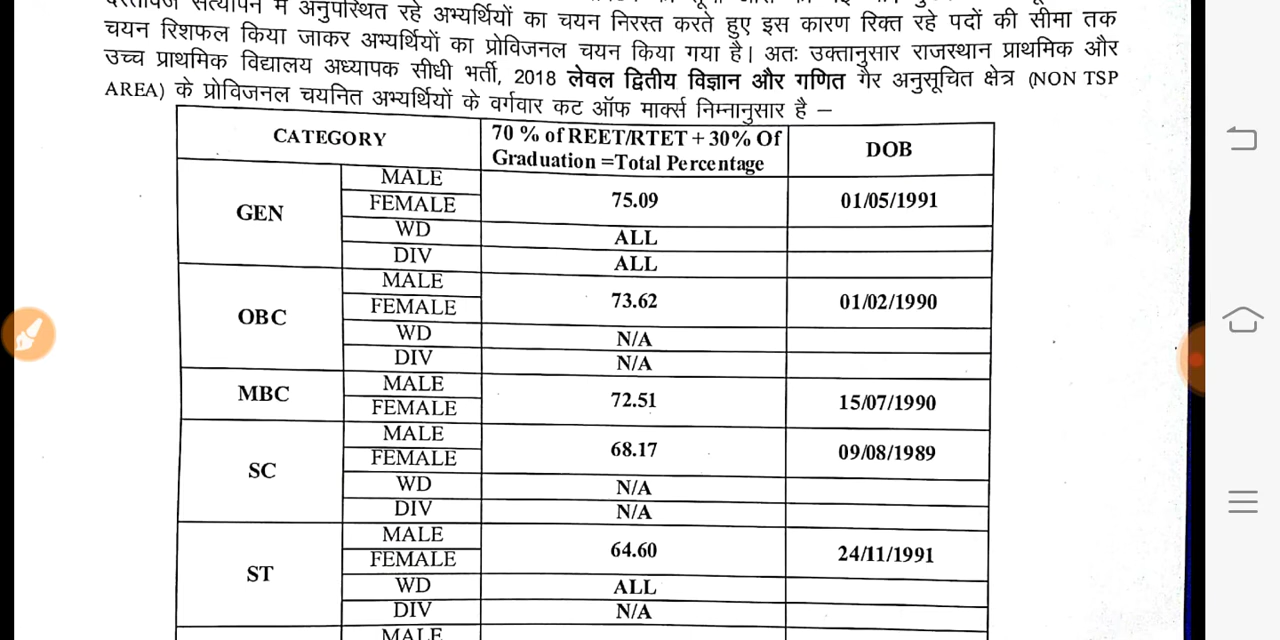 दस्तावेज सत्यापन में अनुपस्थित रहे अभ्यर्थियों का चयन निरस्त करते हुए इस कारण रिक्त रहे पदों की सीमा तक
चयन रिशफल किया जाकर अभ्यर्थियों का प्रोविजनल चयन किया गया है। अतः उक्तानुसार राजस्थान प्राथमिक और
उच्च प्राथमिक विद्यालय अध्यापक सीधी भर्ती, 2018 लेवल द्वितीय विज्ञान और गणित गैर अनुसूचित क्षेत्र (NON TSP
AREA) के प्रोविजनल चयनित अभ्यर्थियों के वर्गवार कट ऑफ मार्क्स निम्नानुसार है –
CATEGORY 70 % of REET/RTET + 30% Of Graduation =Total Percentage DOB
GEN
MALE
FEMALE 75.09 01/05/1991
WD ALL
DIV ALL
OBC
MALE
FEMALE 73.62 01/02/1990
WD N/A
DIV N/A
MBC
MALE
FEMALE 72.51 15/07/1990
SC
MALE
FEMALE 68.17 09/08/1989
WD N/A
DIV N/A
ST
MALE
FEMALE 64.60 24/11/1991
WD ALL
DIV N/A
MALE